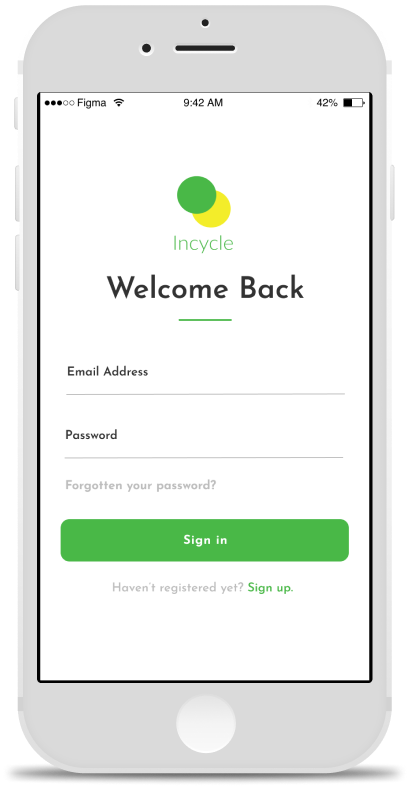 Figma 9:42 AM 42%
Incycle
Welcome Back
Email Address
Password
Forgotten your password?
Sign in
Haven't registered yet? Sign up.